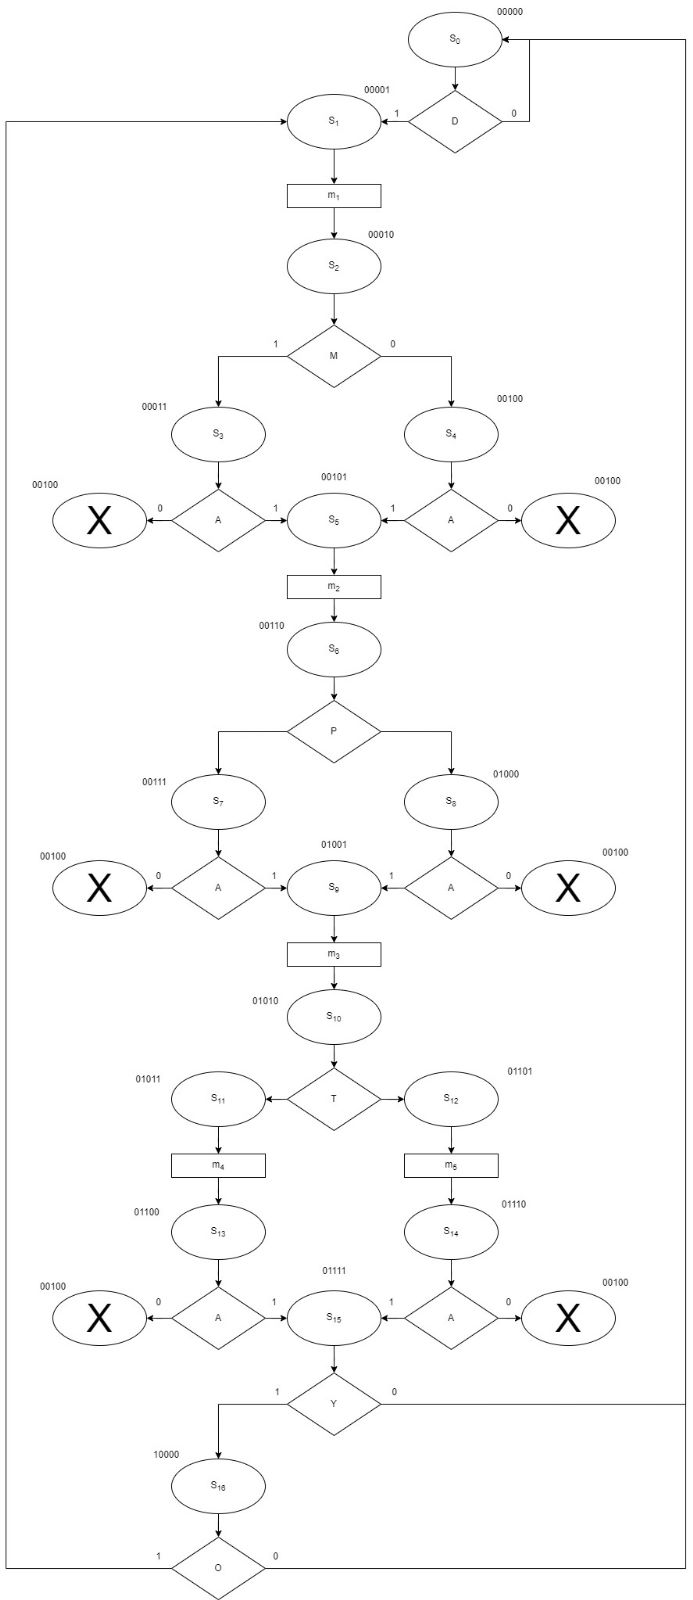 00000
S0
00001
S1
1
D
0
m1
00010
S2
1
M
0
00011
S3
00100
S4
00100
X
0
A
1
00101
S5
1
A
0
00100
X
m2
00110
S6
P
00111
S7
01000
S8
00100
X
0
A
1
01001
S9
1
A
0
00100
X
m3
01010
S10
01011
S11
T
01101
S12
m4
m5
01100
S13
01110
S14
00100
X
0
A
1
01111
S15
1
A
0
00100
X
1
Y
0
10000
S16
1
O
0